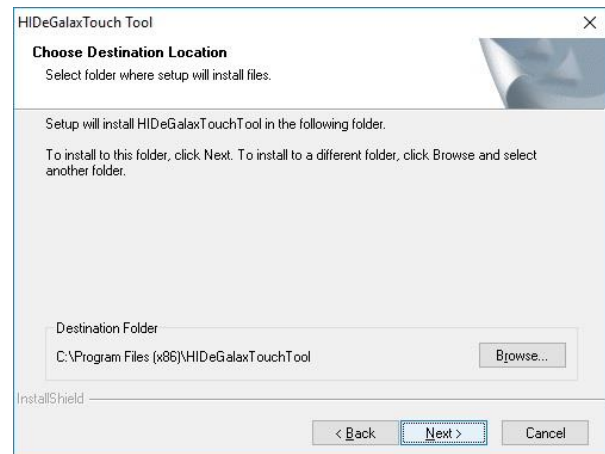 HIDeGalaxTouch Tool
Choose Destination Location
Select folder where setup will install files.
Setup will install HIDeGalaxTouchTool in the following folder.
To install to this folder, click Next. To install to a different folder, click Browse and select
another folder.
Destination Folder
C:\Program Files (x86)\HIDeGalaxTouchTool
Browse...
InstallShield
< Back
Next >
Cancel